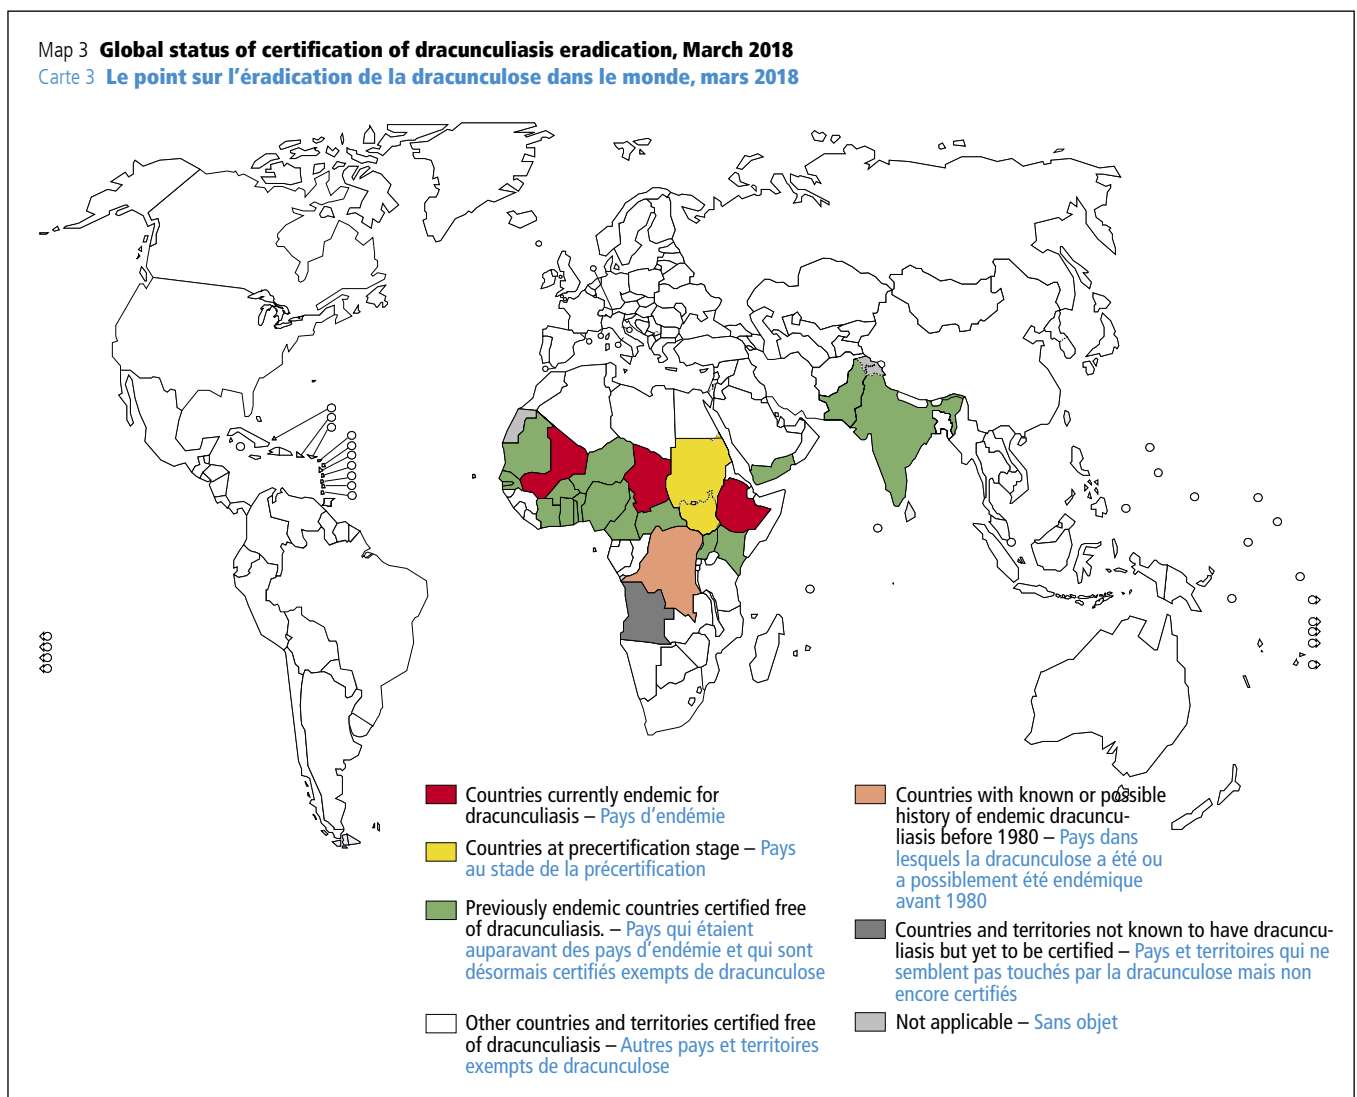 Map 3 Global status of certification of dracunculiasis eradication, March 2018
Carte 3 Le point sur l’éradication de la dracunculose dans le monde, mars 2018
Countries currently endemic for
dracunculiasis – Pays d’endémie
Countries at precertification stage – Pays
au stade de la précertification
Previously endemic countries certified free
of dracunculiasis. – Pays qui étaient
auparavant des pays d’endémie et qui sont
désormais certifiés exempts de dracunculose
Other countries and territories certified free
of dracunculiasis – Autres pays et territoires
exempts de dracunculose
Countries with known or possible
history of endemic dracuncu-
liasis before 1980 – Pays dans
lesquels la dracunculose a été ou
a possiblement été endémique
avant 1980
Countries and territories not known to have dracuncu-
liasis but yet to be certified – Pays et territoires qui ne
semblent pas touchés par la dracunculose mais non
encore certifiés
Not applicable – Sans objet